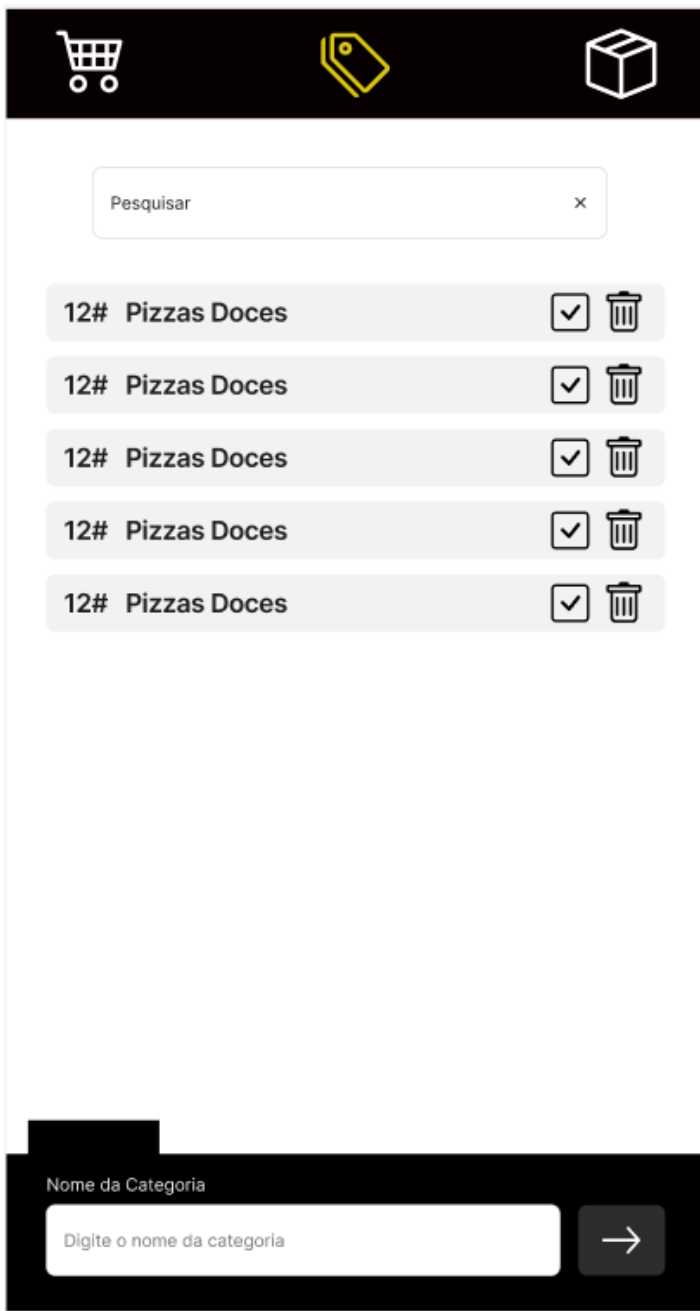 Pesquisar
12# Pizzas Doces
12# Pizzas Doces
12# Pizzas Doces
12# Pizzas Doces
12# Pizzas Doces
Nome da Categoria
Digite o nome da categoria